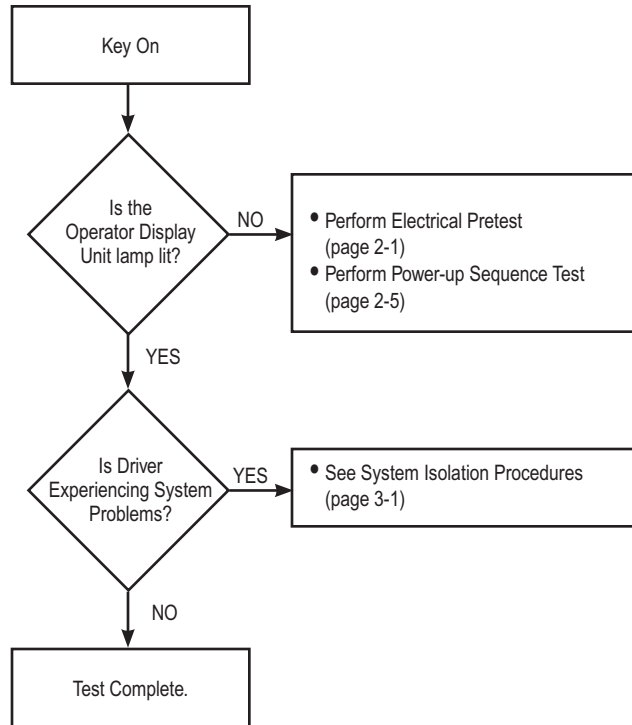 Key On
Is the
Operator Display
Unit lamp lit?
NO
• Perform Electrical Pretest
(page 2-1)
• Perform Power-up Sequence Test
(page 2-5)
YES
Is Driver
Experiencing System
Problems?
YES
• See System Isolation Procedures
(page 3-1)
NO
Test Complete.